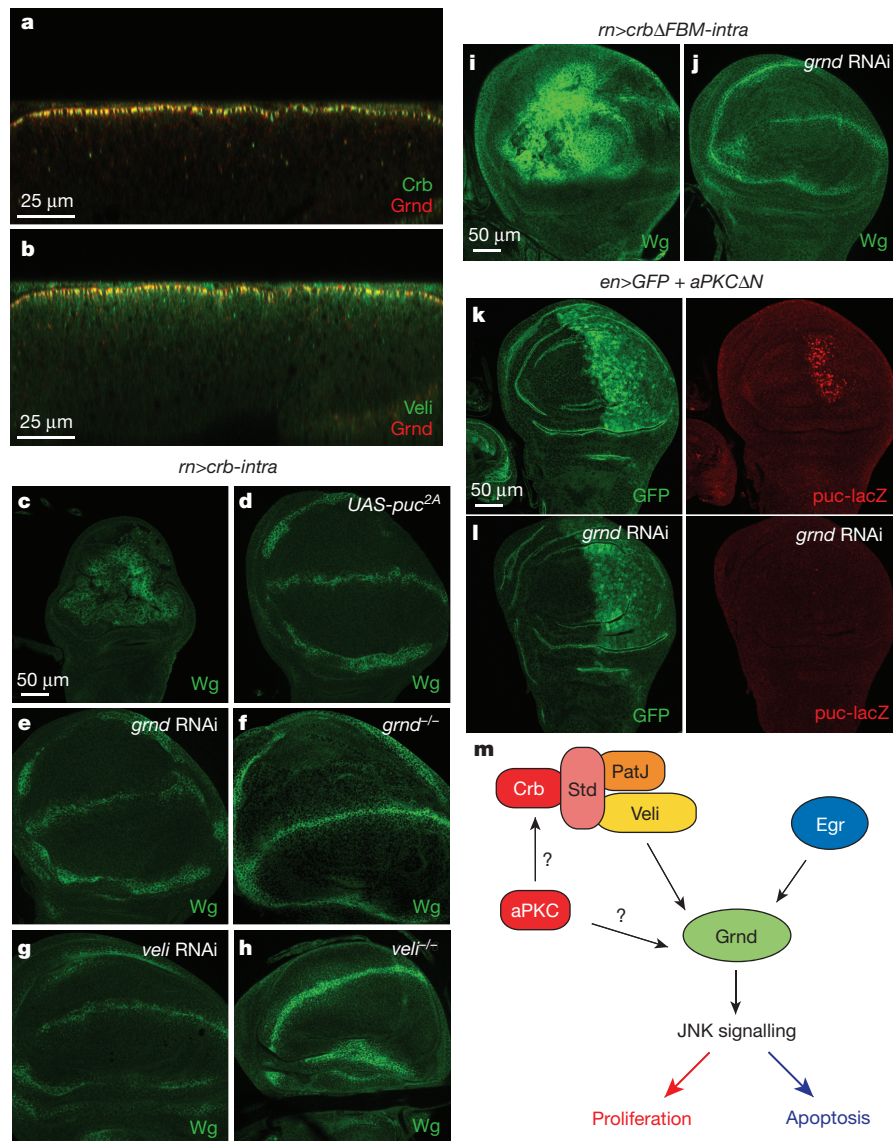 a
25 µm
Crb
Grnd
b
25 µm
Veli
Grnd
rn>crb-intra
c
50 µm
Wg
d
UAS-puc2A
Wg
e
grnd RNAi
Wg
f
grnd–/–
Wg
g
veli RNAi
Wg
h
veli–/–
Wg
rn>crbΔFBM-intra
i
50 µm
Wg
j
grnd RNAi
Wg
en>GFP + aPKCΔN
k
50 µm
GFP
puc-lacZ
l
grnd RNAi
GFP
grnd RNAi
puc-lacZ
m
Crb
Std
PatJ
Veli
Egr
?
aPKC
?
Grnd
JNK signalling
Proliferation
Apoptosis